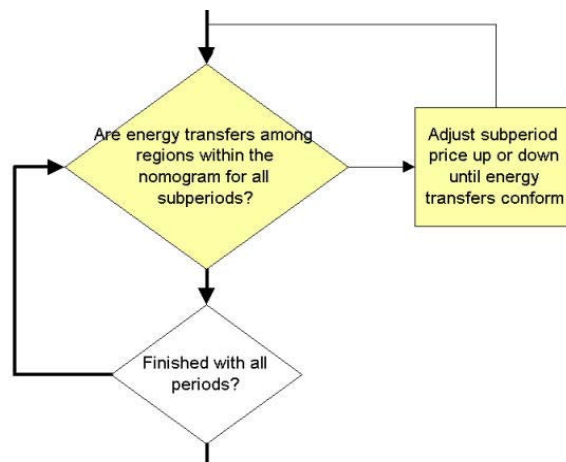 Are energy transfers among
regions within the
nomogram for all
subperiods?
Adjust subperiod
price up or down
until energy
transfers conform
Finished with all
periods?